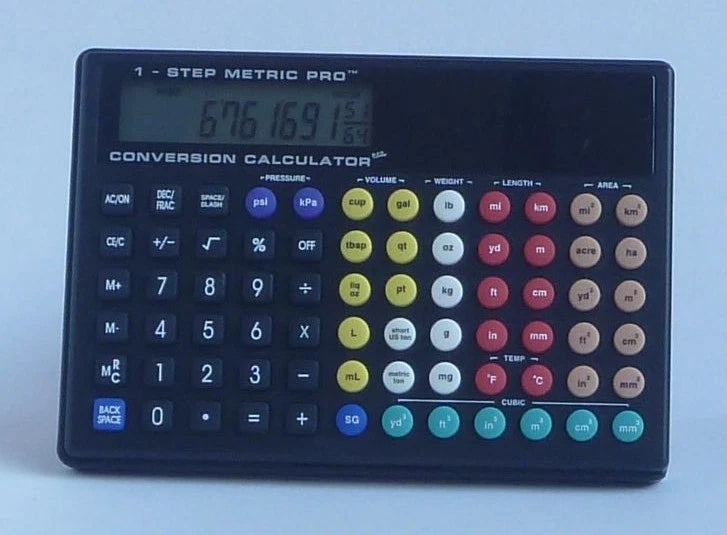 1 - STEP METRIC PRO™
6761691 51/64
CONVERSION CALCULATOR pro
PRESSURE VOLUME WEIGHT LENGTH AREA
AC/ON DEC/FRAC SPACE/SLASH psi kPa cup gal lb mi km mi² km²
CE/C +/− √ % OFF tbsp qt oz yd m acre ha
M+ 7 8 9 ÷ liq oz pt kg ft cm yd² m²
M- 4 5 6 X L short US ton g in mm ft² cm²
TEMP
MRC 1 2 3 − mL metric ton mg °F °C in² mm²
CUBIC
BACK SPACE 0 • = + SG yd³ ft³ in³ m³ cm³ mm³